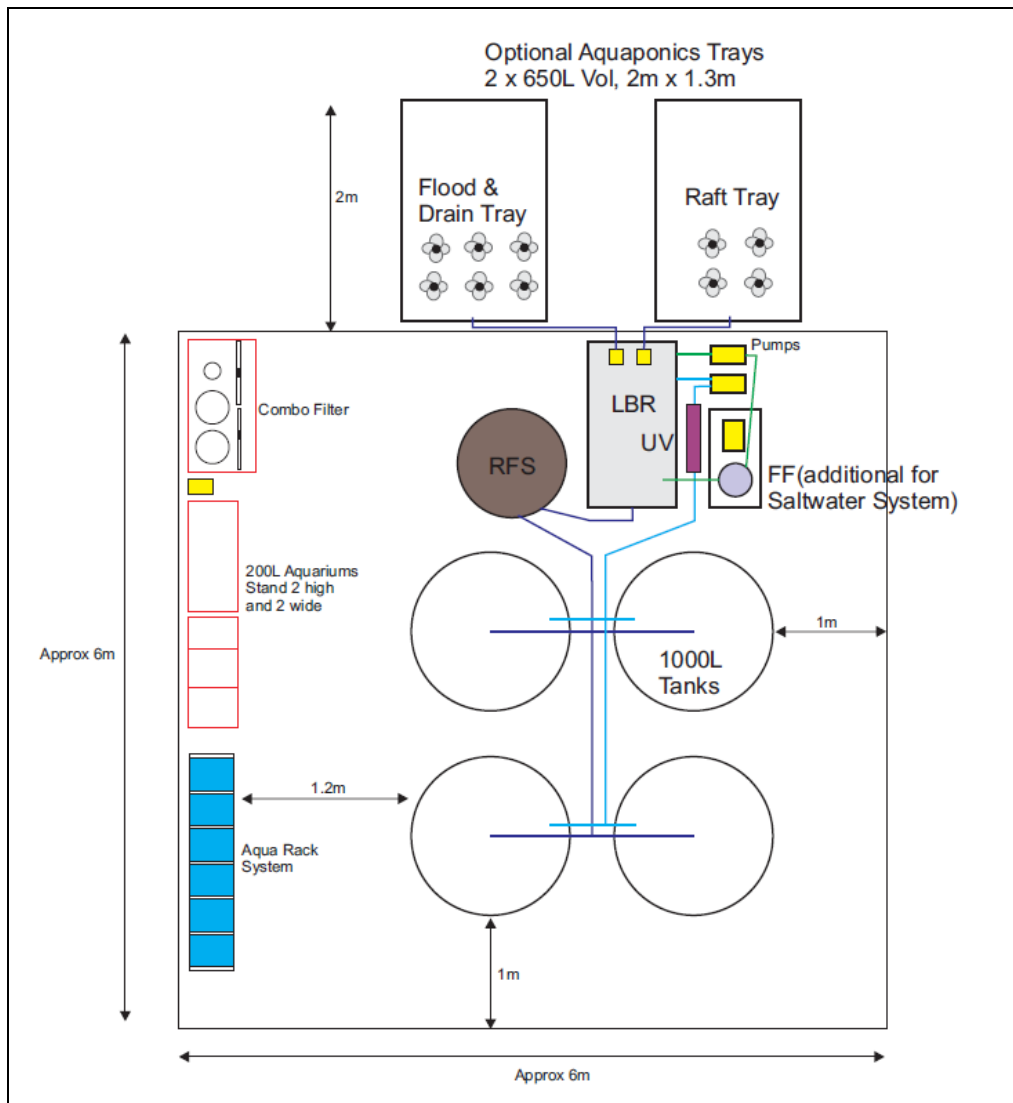 Optional Aquaponics Trays
2 x 650L Vol, 2m x 1.3m
2m
Flood &
Drain Tray
Raft Tray
Pumps
Combo Filter
LBR
UV
RFS
FF(additional for
Saltwater System)
200L Aquariums
Stand 2 high
and 2 wide
1m
Approx 6m
1000L
Tanks
1.2m
Aqua Rack
System
1m
Approx 6m